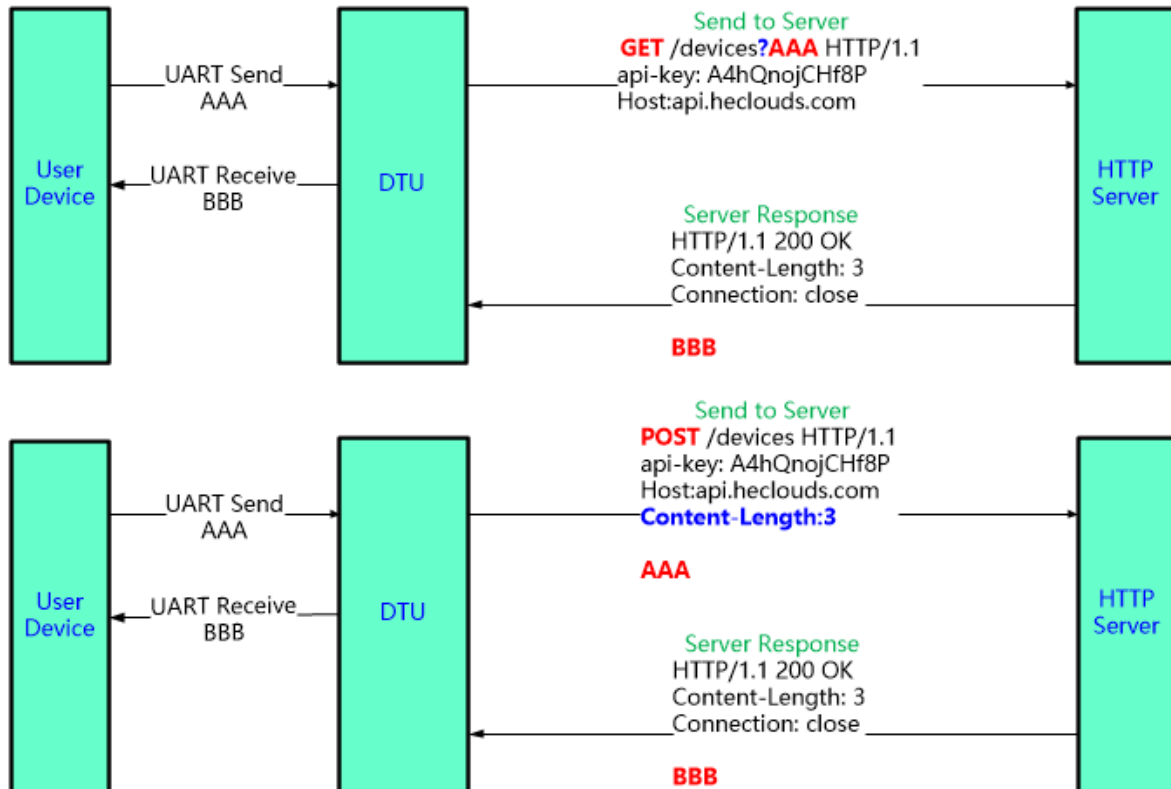 Send to Server
GET /devices?AAA HTTP/1.1
api-key: A4hQnojCHf8P
Host:api.heclouds.com
UART Send
AAA
User
Device
UART Receive
BBB
DTU
HTTP
Server
Server Response
HTTP/1.1 200 OK
Content-Length: 3
Connection: close
BBB
Send to Server
POST /devices HTTP/1.1
api-key: A4hQnojCHf8P
Host:api.heclouds.com
Content-Length:3
AAA
UART Send
AAA
User
Device
UART Receive
BBB
DTU
HTTP
Server
Server Response
HTTP/1.1 200 OK
Content-Length: 3
Connection: close
BBB